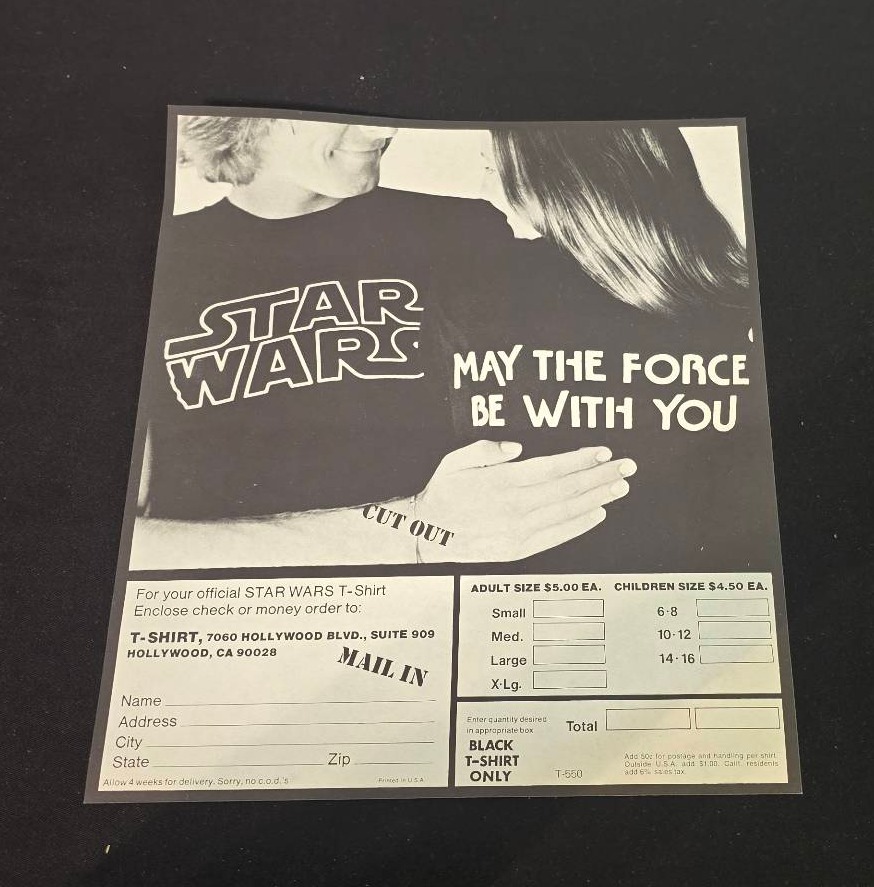 STAR
WARS
MAY THE FORCE
BE WITH YOU
CUT OUT
For your official STAR WARS T-Shirt
Enclose check or money order to:
T-SHIRT, 7060 HOLLYWOOD BLVD., SUITE 909
HOLLYWOOD, CA 90028
MAIL IN
Name
Address
City
State Zip
Allow 4 weeks for delivery. Sorry, no c.o.d.'s
Printed in U.S.A.
ADULT SIZE $5.00 EA. CHILDREN SIZE $4.50 EA.
Small 6-8
Med. 10-12
Large 14-16
X-Lg.
Enter quantity desired
in appropriate box
Total
BLACK
T-SHIRT
ONLY
T-550
Add 50c for postage and handling per shirt.
Outside U.S.A. add $1.00. Calif. residents
add 6% sales tax.